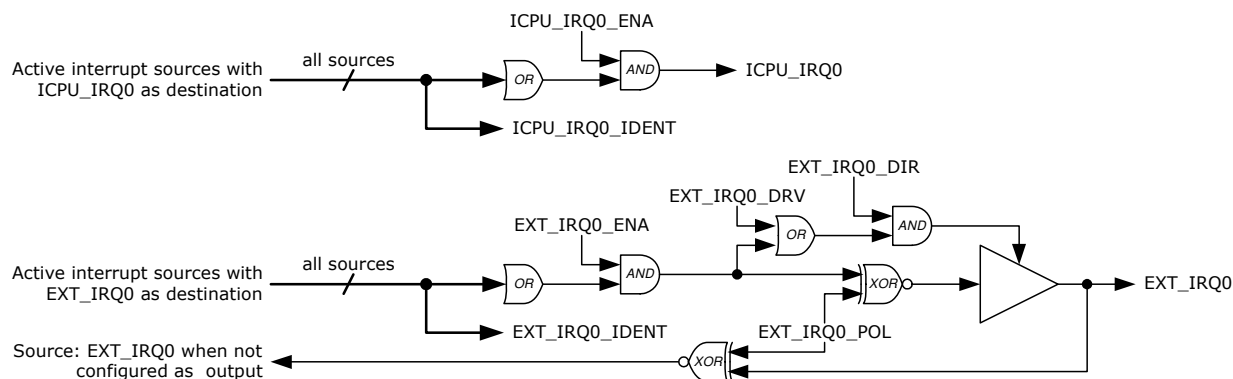 ICPU_IRQ0_ENA
all sources
Active interrupt sources with
ICPU_IRQ0 as destination
OR
AND
ICPU_IRQ0
ICPU_IRQ0_IDENT
EXT_IRQ0_DIR
EXT_IRQ0_DRV
EXT_IRQ0_ENA
OR
AND
all sources
Active interrupt sources with
EXT_IRQ0 as destination
OR
AND
XOR
EXT_IRQ0
EXT_IRQ0_IDENT
EXT_IRQ0_POL
Source: EXT_IRQ0 when not
configured as output
XOR